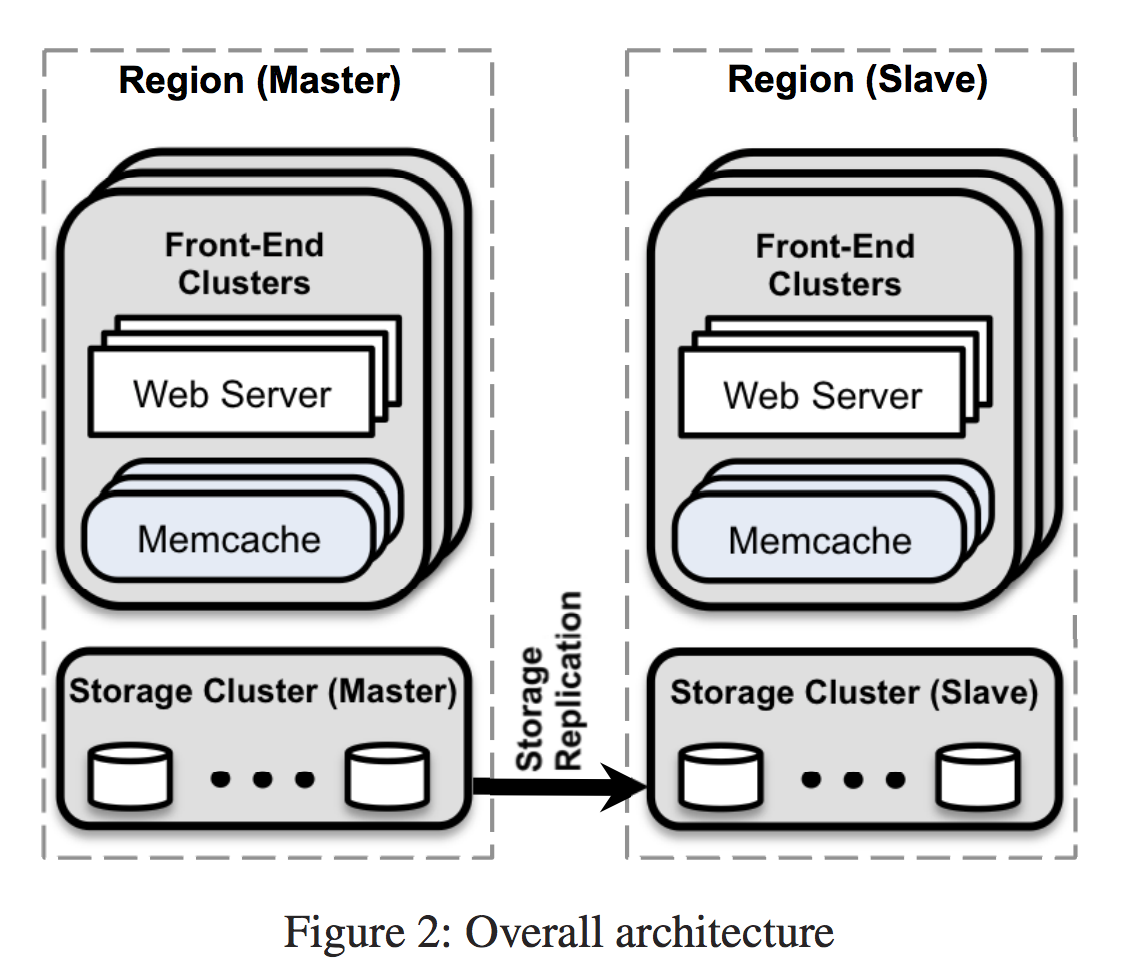 Region (Master)
Front-End
Clusters
Web Server
Memcache
Storage Cluster (Master)
Storage
Replication
Region (Slave)
Front-End
Clusters
Web Server
Memcache
Storage Cluster (Slave)
Figure 2: Overall architecture